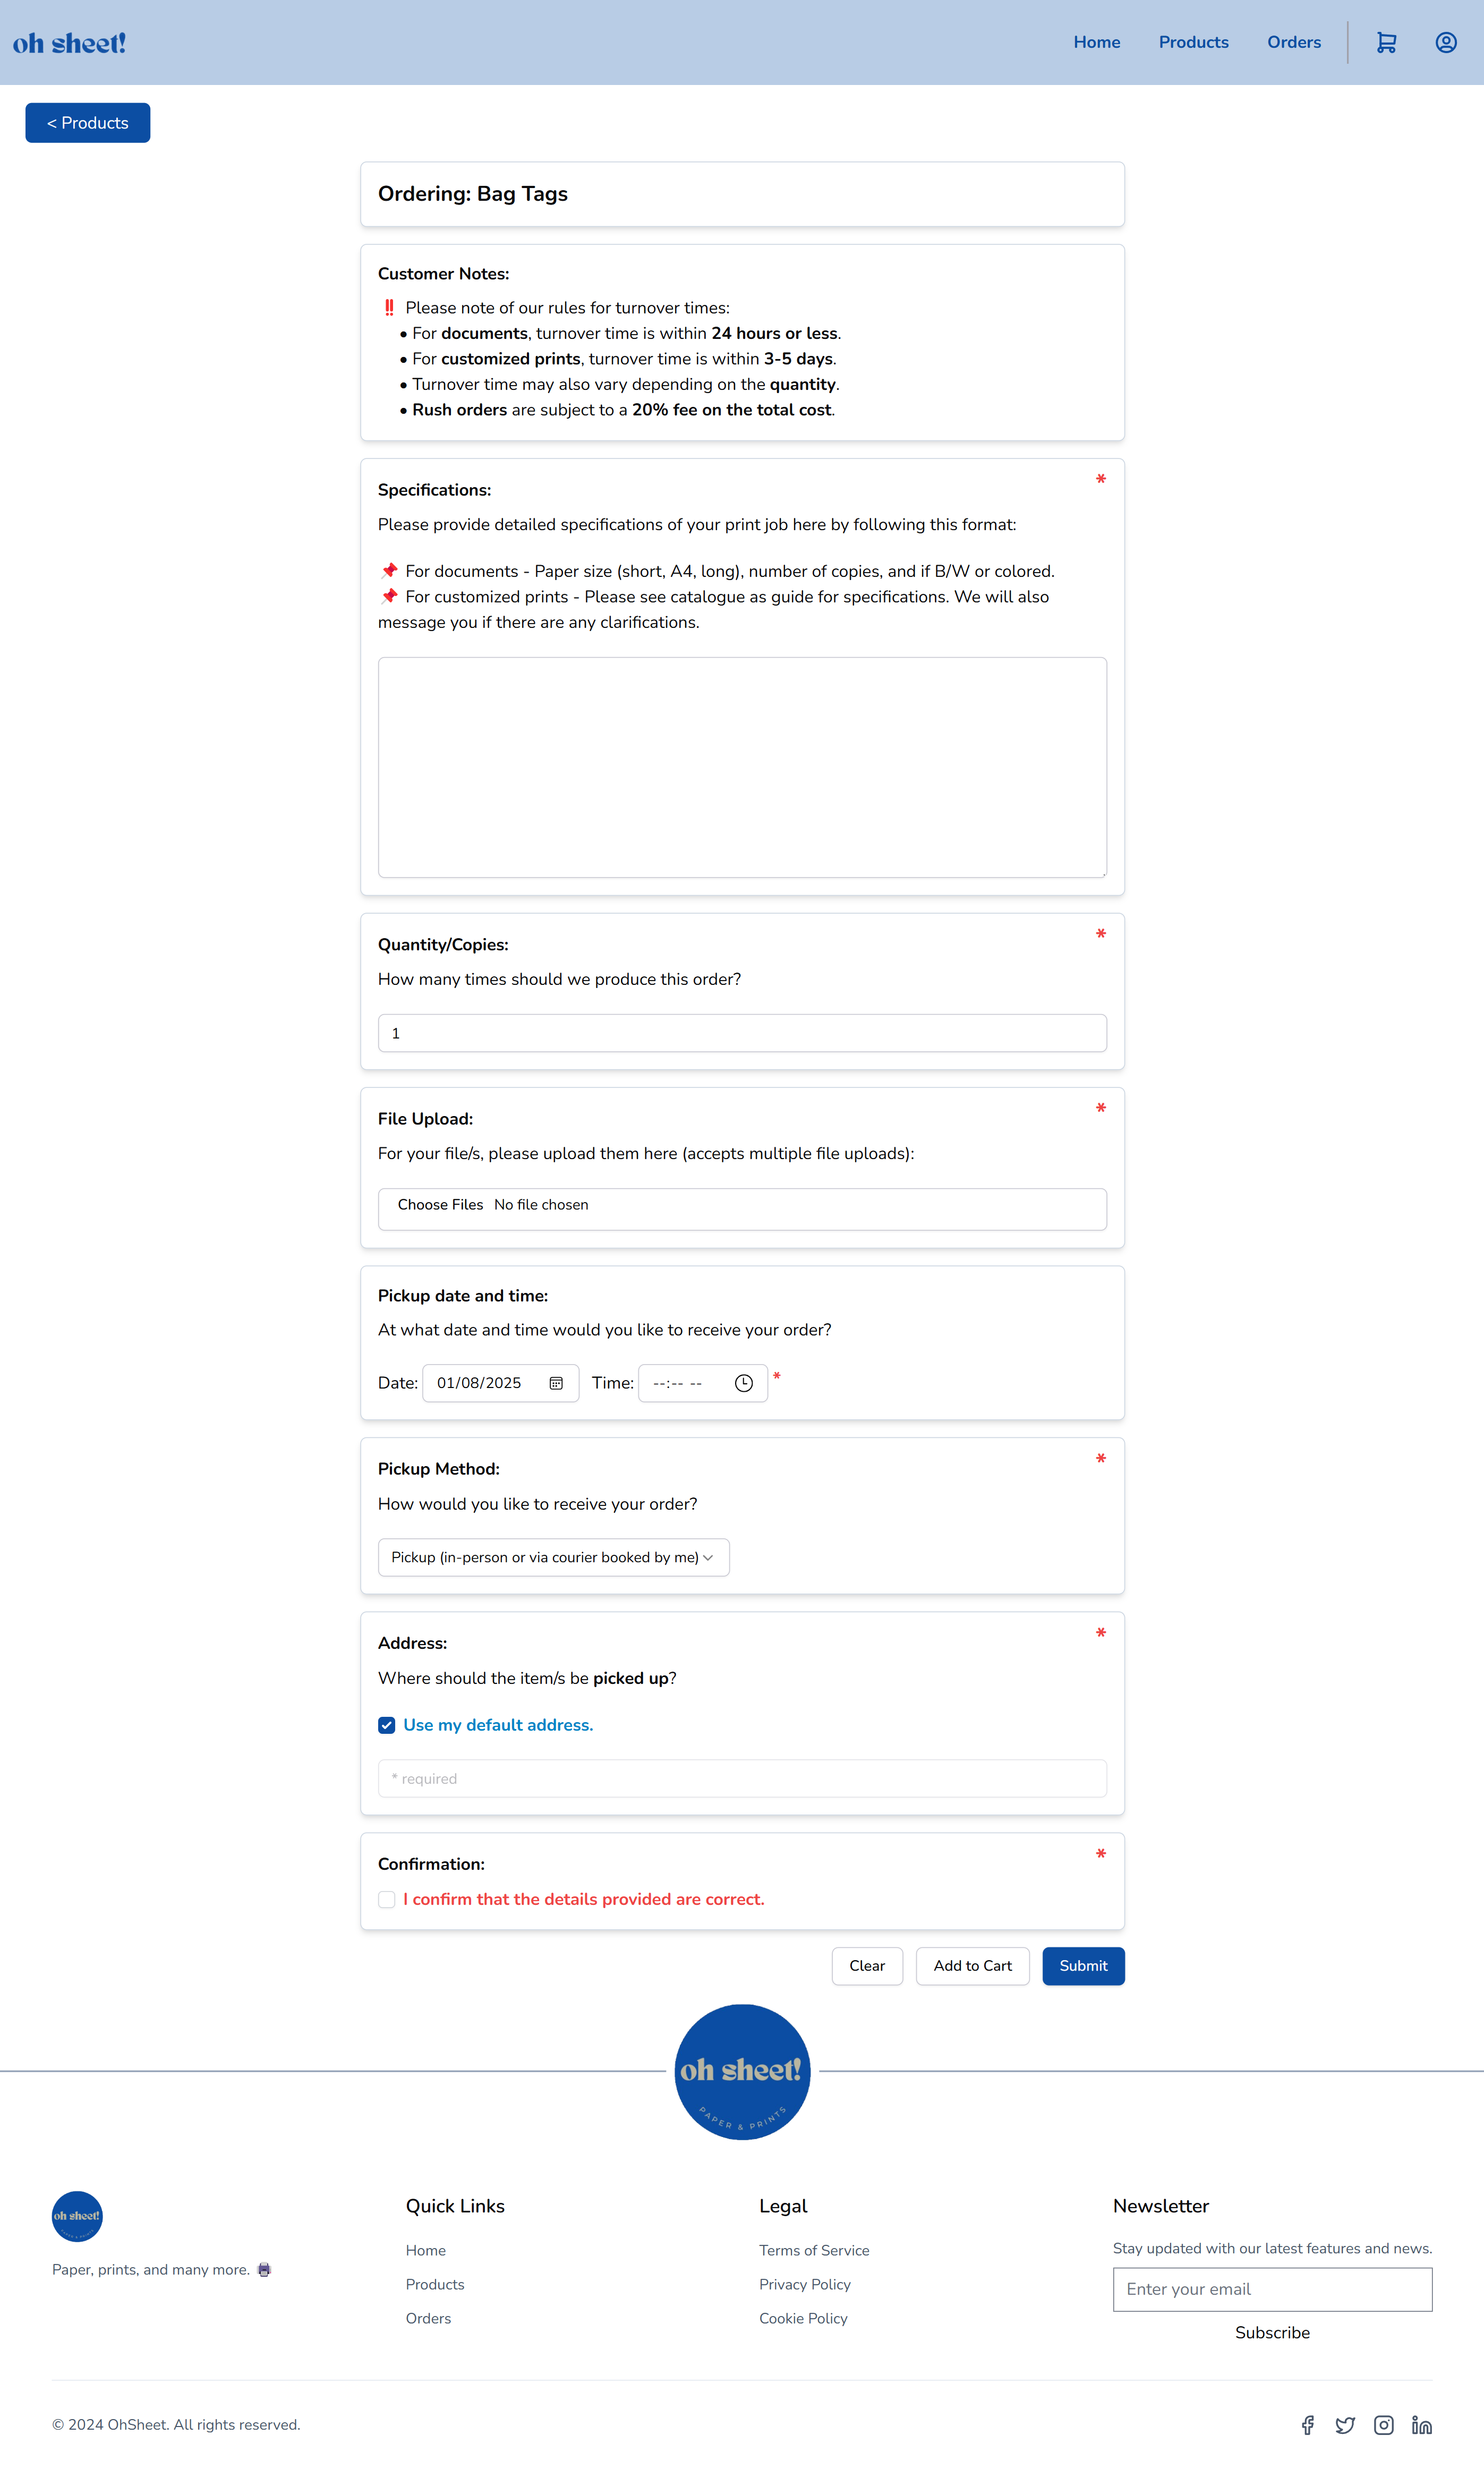 oh sheet!
Home Products Orders
< Products
Ordering: Bag Tags
Customer Notes:
‼️ Please note of our rules for turnover times:
• For documents, turnover time is within 24 hours or less.
• For customized prints, turnover time is within 3-5 days.
• Turnover time may also vary depending on the quantity.
• Rush orders are subject to a 20% fee on the total cost.
*
Specifications:
Please provide detailed specifications of your print job here by following this format:
📌 For documents - Paper size (short, A4, long), number of copies, and if B/W or colored.
📌 For customized prints - Please see catalogue as guide for specifications. We will also
message you if there are any clarifications.
*
Quantity/Copies:
How many times should we produce this order?
1
*
File Upload:
For your file/s, please upload them here (accepts multiple file uploads):
Choose Files No file chosen
Pickup date and time:
At what date and time would you like to receive your order?
Date: 01/08/2025 Time: --:-- -- *
*
Pickup Method:
How would you like to receive your order?
Pickup (in-person or via courier booked by me)
*
Address:
Where should the item/s be picked up?
Use my default address.
* required
*
Confirmation:
I confirm that the details provided are correct.
Clear Add to Cart Submit
oh sheet!
PAPER & PRINTS
oh sheet!
Paper, prints, and many more. 🖨️
Quick Links
Home
Products
Orders
Legal
Terms of Service
Privacy Policy
Cookie Policy
Newsletter
Stay updated with our latest features and news.
Enter your email
Subscribe
© 2024 OhSheet. All rights reserved.